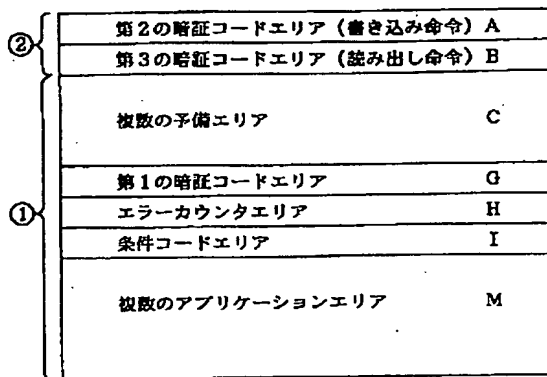 ② 第2の暗証コードエリア（書き込み命令） A
第3の暗証コードエリア（読み出し命令） B
複数の予備エリア C
第1の暗証コードエリア G
① エラーカウンタエリア H
条件コードエリア I
複数のアプリケーションエリア M